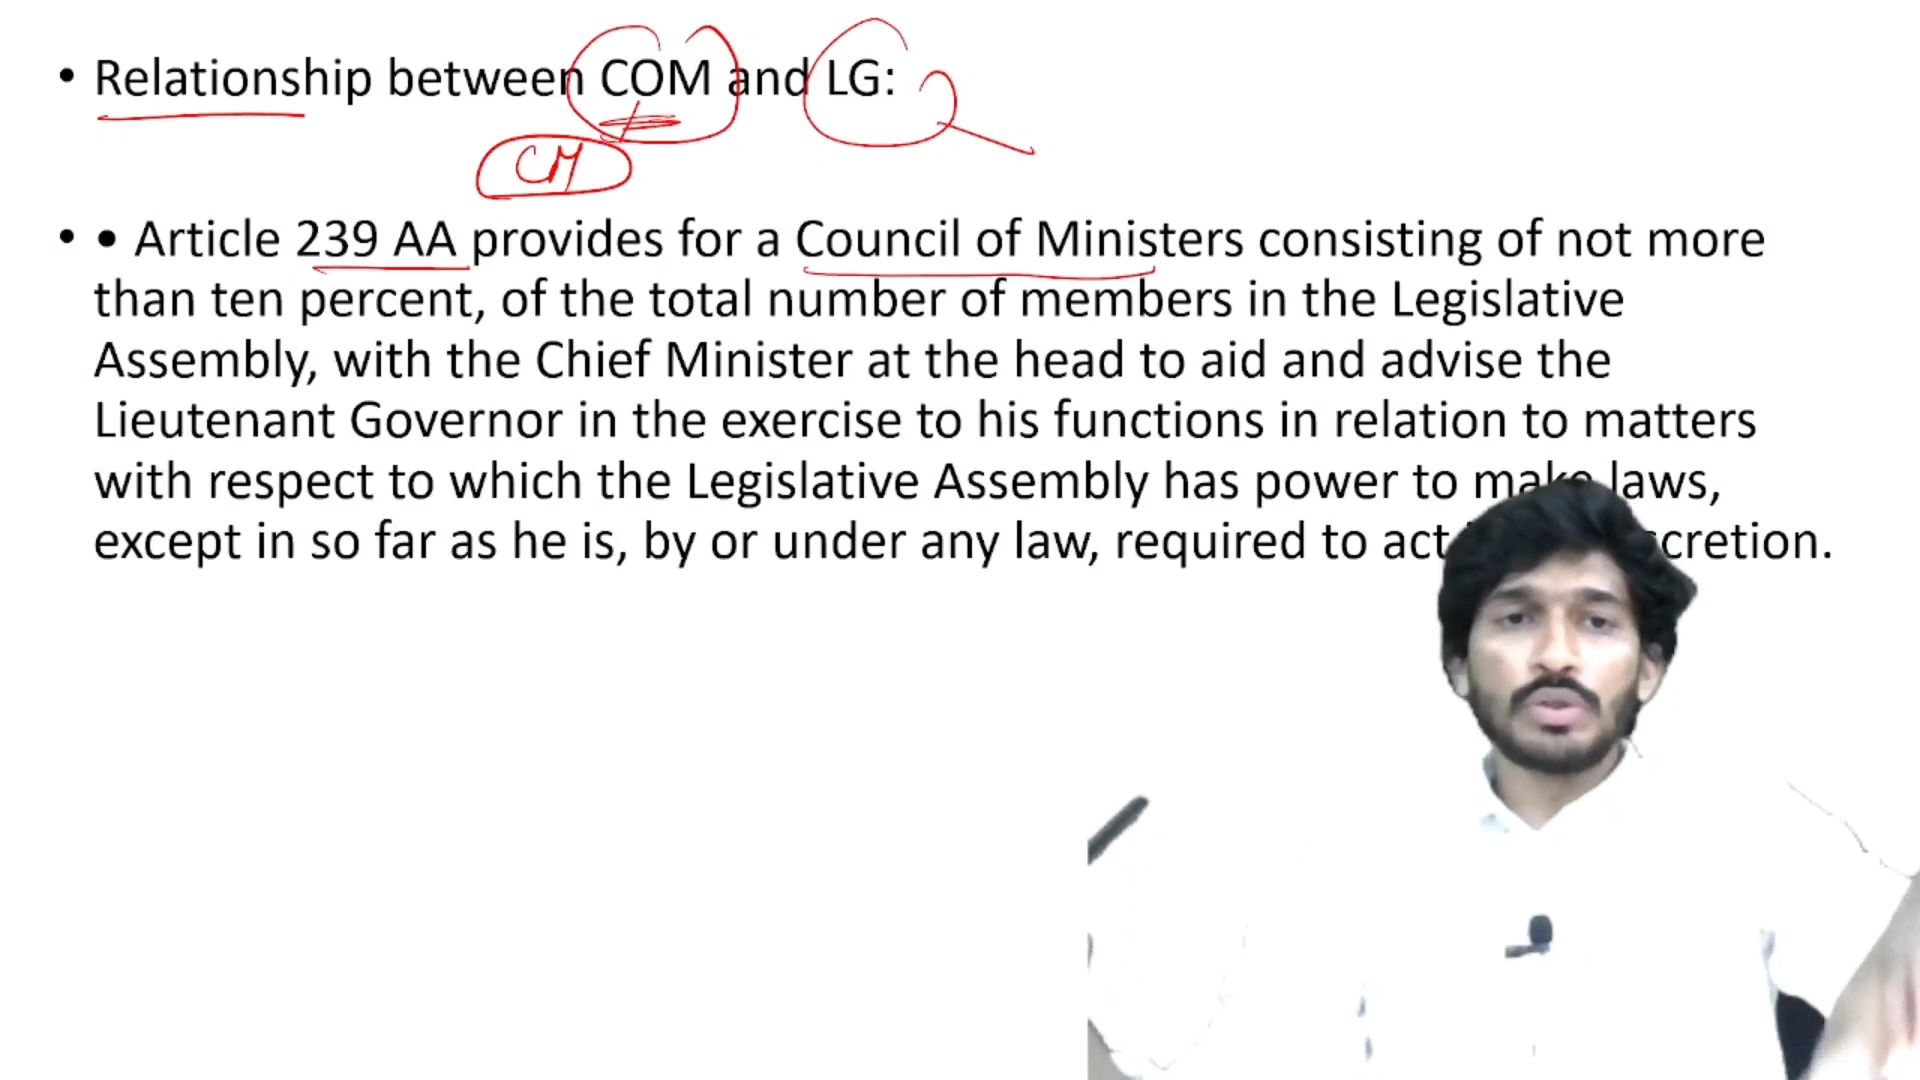 • Relationship between COM and LG:
CM
• • Article 239 AA provides for a Council of Ministers consisting of not more
than ten percent, of the total number of members in the Legislative
Assembly, with the Chief Minister at the head to aid and advise the
Lieutenant Governor in the exercise to his functions in relation to matters
with respect to which the Legislative Assembly has power to make laws,
except in so far as he is, by or under any law, required to act